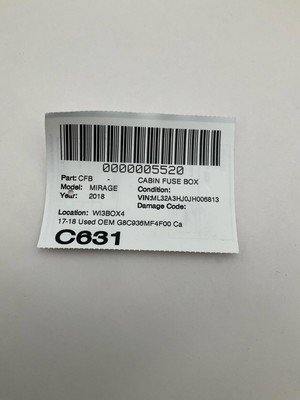 0000005520
Part: CFB - CABIN FUSE BOX
Model: MIRAGE Condition:
Year: 2018 VIN:ML32A3HJ0JH006813
Damage Code:
Location: WI3BOX4
17-18 Used OEM G8C936MF4F00 Ca
C631